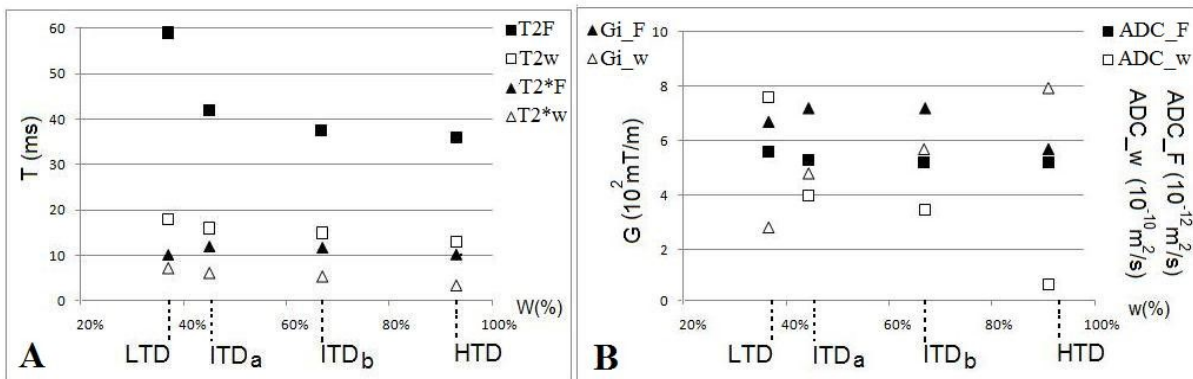 60
50
40
30
20
10
0
T (ms)
■ T2F
□ T2w
▲ T2*F
△ T2*w
W(%)
20% 40% 60% 80% 100%
LTD ITDa ITDb HTD
A
B
▲ Gi_F
△ Gi_w
10
8
6
4
2
0
G (10² mT/m)
■ ADC_F
□ ADC_w
ADC_F (10⁻¹² m²/s)
ADC_w (10⁻¹⁰ m²/s)
w(%)
20% 40% 60% 80% 100%
LTD ITDa ITDb HTD
B